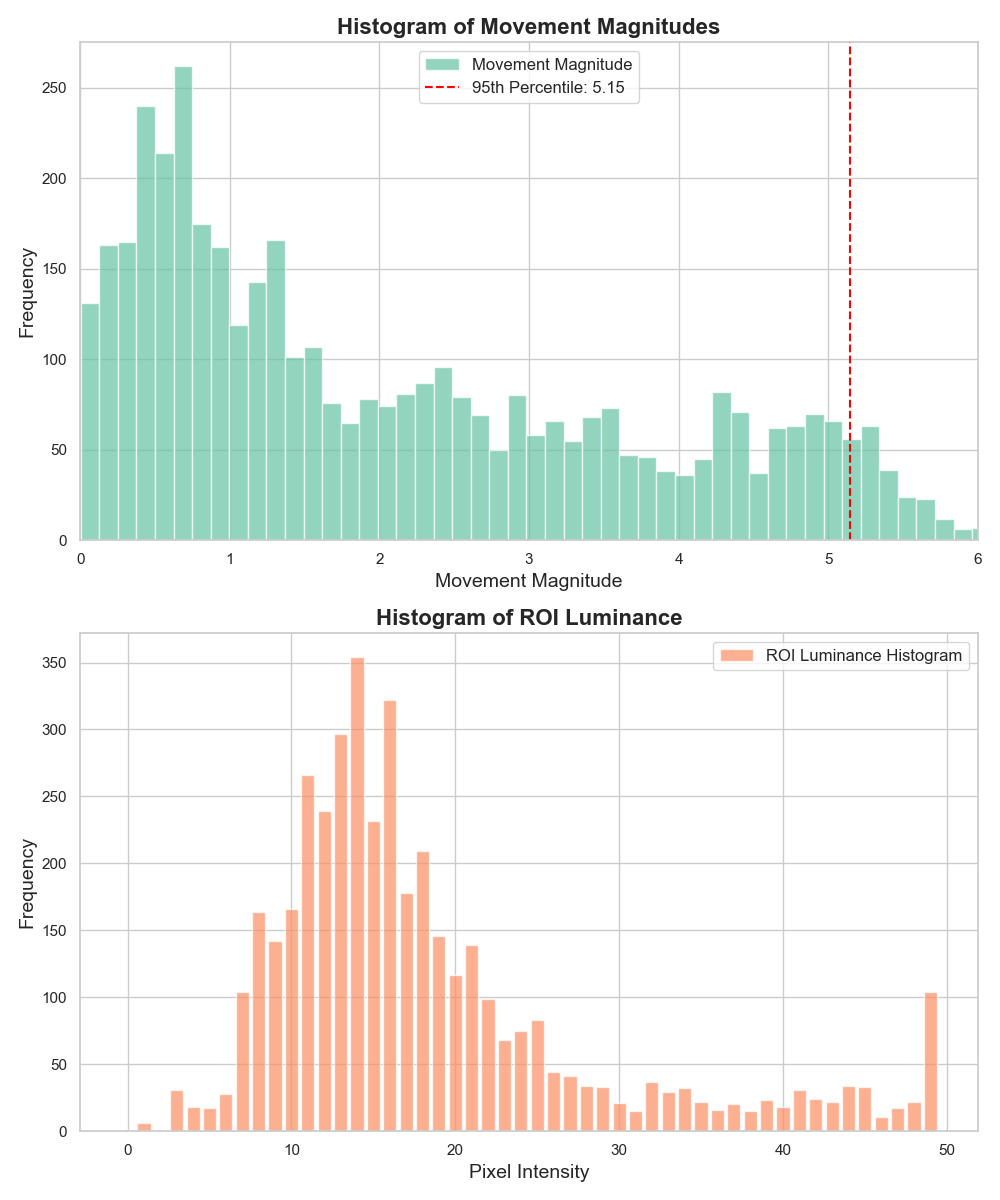 Histogram of Movement Magnitudes
Movement Magnitude
95th Percentile: 5.15
Frequency
250
200
150
100
50
0
0 1 2 3 4 5 6
Movement Magnitude
Histogram of ROI Luminance
ROI Luminance Histogram
Frequency
350
300
250
200
150
100
50
0
0 10 20 30 40 50
Pixel Intensity